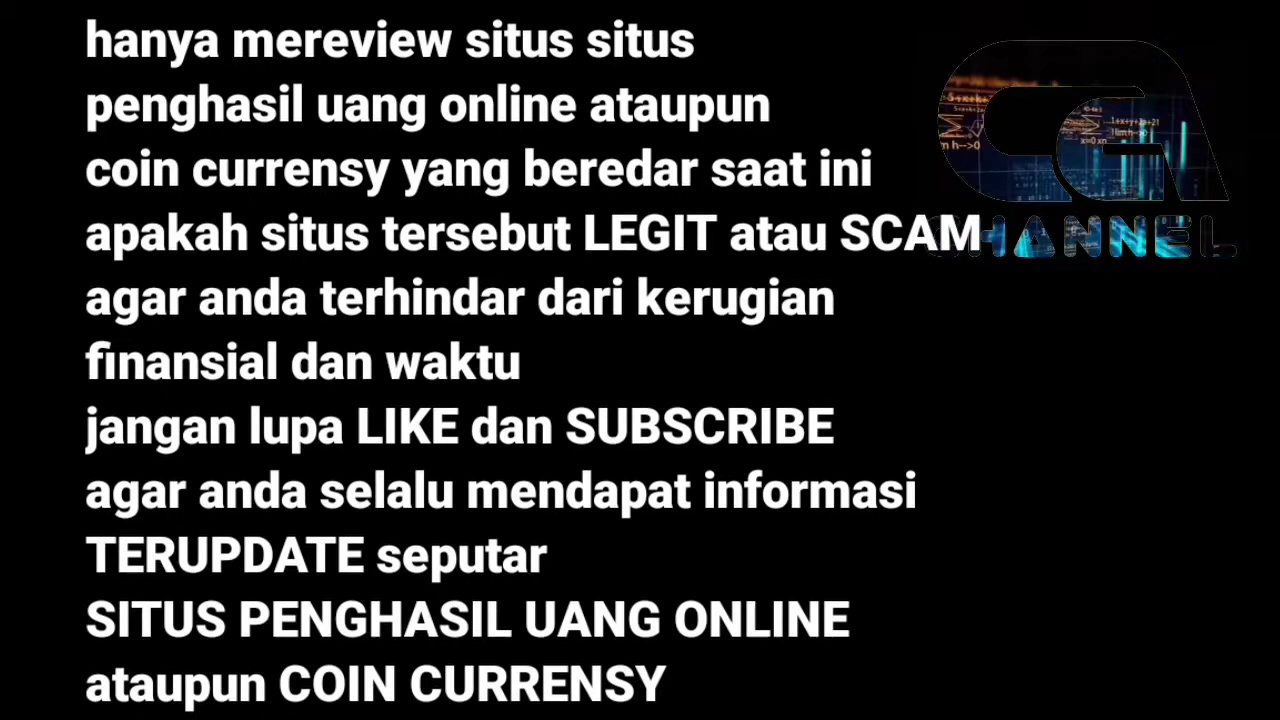 hanya mereview situs situs
penghasil uang online ataupun
coin currensy yang beredar saat ini
apakah situs tersebut LEGIT atau SCAM
agar anda terhindar dari kerugian
finansial dan waktu
jangan lupa LIKE dan SUBSCRIBE
agar anda selalu mendapat informasi
TERUPDATE seputar
SITUS PENGHASIL UANG ONLINE
ataupun COIN CURRENSY
CHANNEL